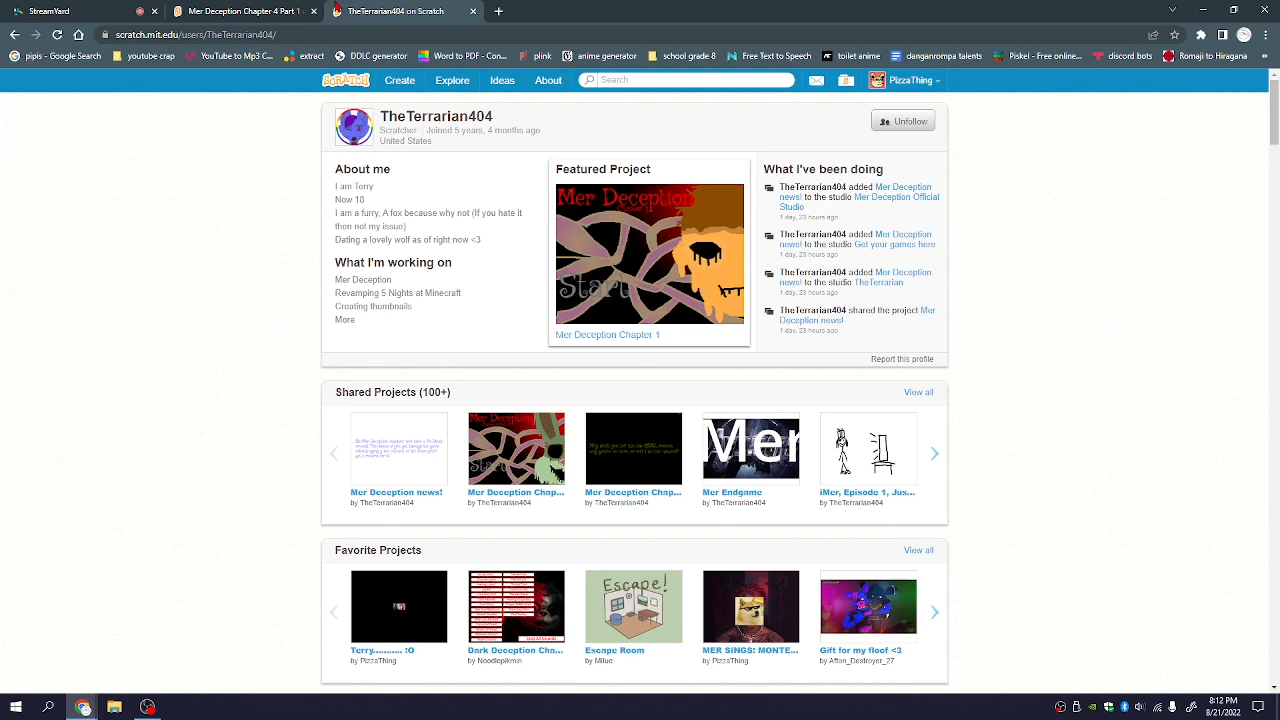 StreamYard
Mer Deception 4 Part 1
TheTerrarian404 on Scratch
scratch.mit.edu/users/TheTerrarian404/
pipis - Google Search
youtube crap
YouTube to Mp3 C...
extract
DDLC generators
Scratch to Word...
plink
anime sprites
school grade 8
Free Text to Speech...
net toilet
danganronpa talents
Piskel - Free onlin...
discord bots
Romaji to Hiragana
SCRATCH
Create
Explore
Ideas
About
Search
PizzaThing
TheTerrarian404
Scratcher Joined 5 years, 4 months ago
United States
Unfollow
About me
I am Terry
Now 18
I am a furry, A fox because why not (If you hate it
then not my issue)
Dating a lovely wolf as of right now <3
What I'm working on
Mer Deception
Revamping 5 Nights at Minecraft
Creating thumbnails
More
Featured Project
Mer Deception
Start
Mer Deception Chapter 1
What I've been doing
TheTerrarian404 added Mer Deception
news! to the studio Mer Deception Official
Studio
1 day, 23 hours ago
TheTerrarian404 added Mer Deception
news! to the studio Get your games here
1 day, 23 hours ago
TheTerrarian404 added Mer Deception
news! to the studio TheTerrarian
1 day, 23 hours ago
TheTerrarian404 shared the project Mer
Deception news!
1 day, 23 hours ago
Report this profile
Shared Projects (100+)
View all
Mer Deception
Start
Mer
Mer Deception news!
by TheTerrarian404
Mer Deception Chap...
by TheTerrarian404
Mer Deception Chap...
by TheTerrarian404
Mer Endgame
by TheTerrarian404
iMer, Episode 1, Jus...
by TheTerrarian404
Favorite Projects
View all
Escape!
Terry........... :O
by PizzaThing
Dark Deception Cha...
by Noodlepikmin
Escape Room
by Milue
MER SINGS: MONTE...
by PizzaThing
Gift for my floof <3
by Afton_Destroyer_27
8:12 PM
8/21/2022